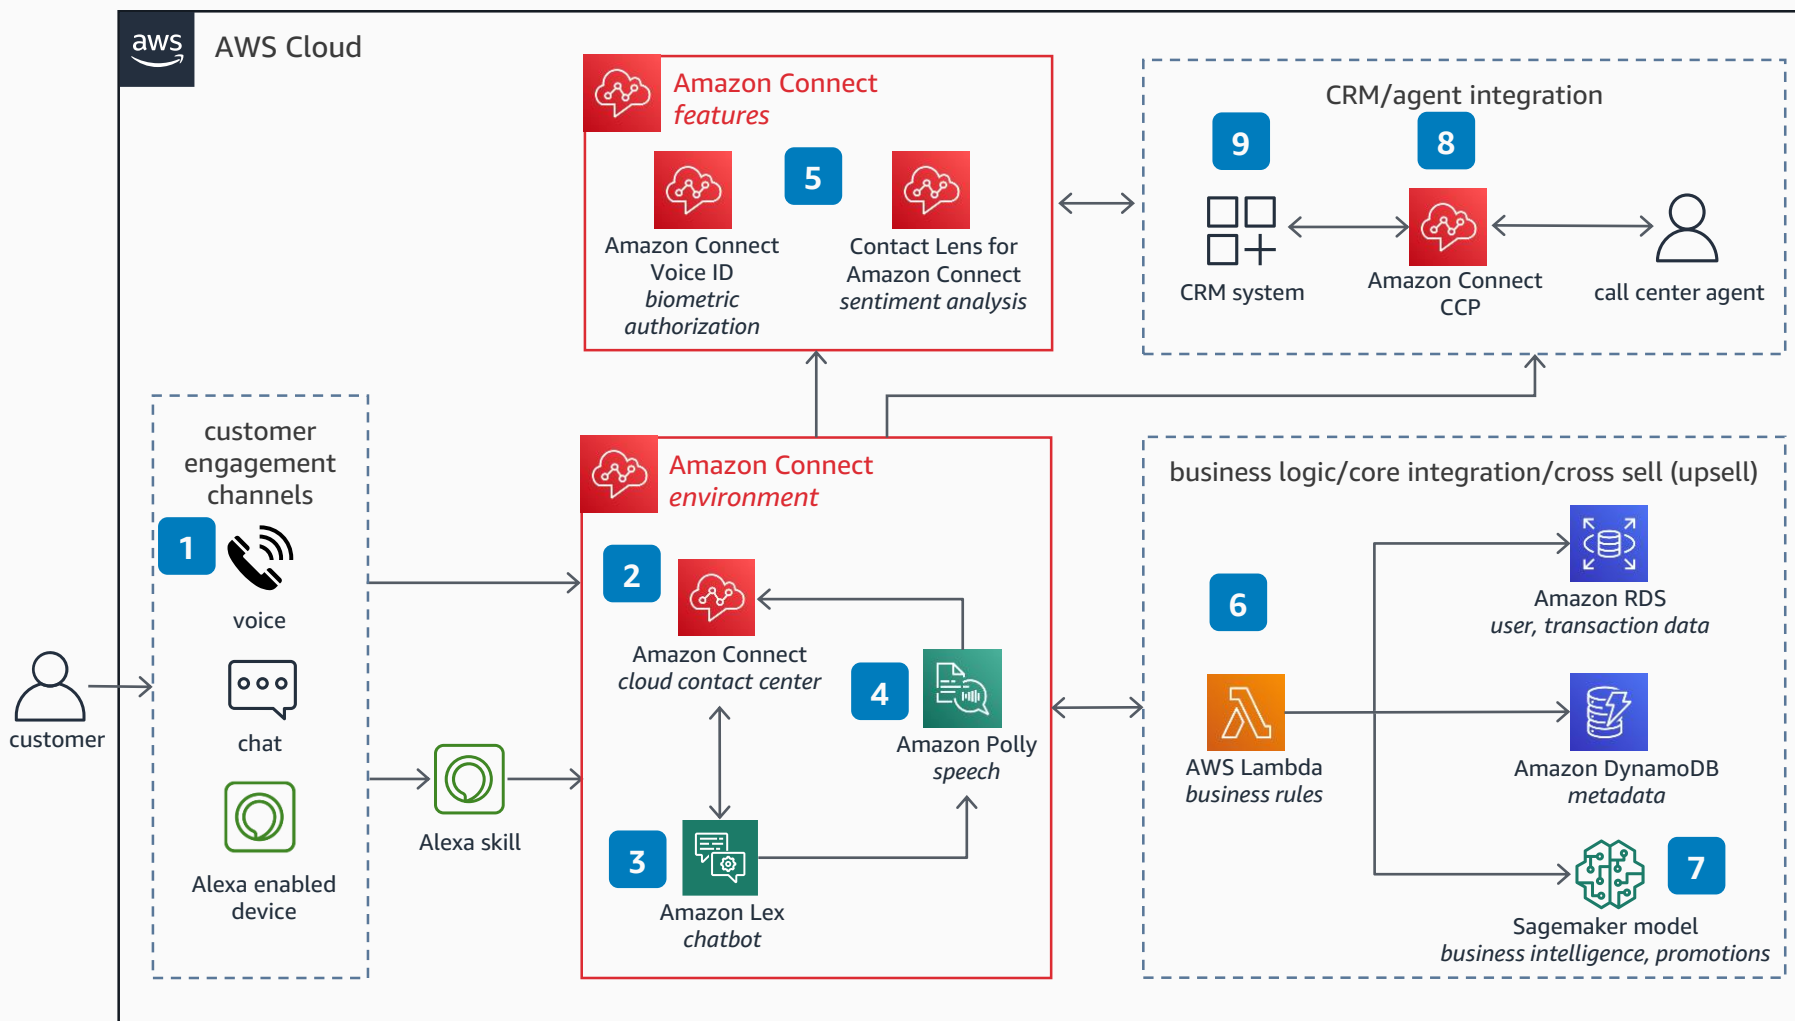 aws
AWS Cloud
Amazon Connect
features
5
Amazon Connect
Voice ID
biometric
authorization
Contact Lens for
Amazon Connect
sentiment analysis
CRM/agent integration
9
8
CRM system
Amazon Connect
CCP
call center agent
customer
customer
engagement
channels
1
voice
chat
Alexa enabled
device
Alexa skill
Amazon Connect
environment
2
Amazon Connect
cloud contact center
4
Amazon Polly
speech
3
Amazon Lex
chatbot
business logic/core integration/cross sell (upsell)
6
AWS Lambda
business rules
Amazon RDS
user, transaction data
Amazon DynamoDB
metadata
7
Sagemaker model
business intelligence, promotions